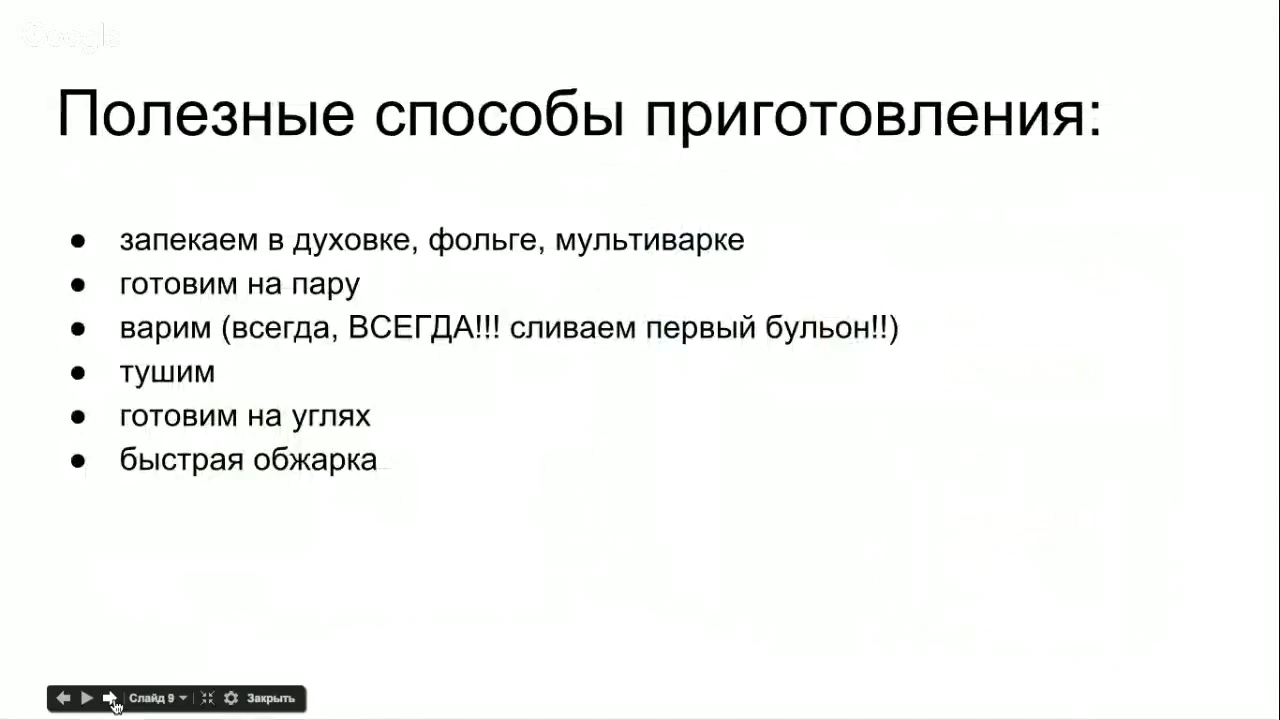 Google
Полезные способы приготовления:
● запекаем в духовке, фольге, мультиварке
● готовим на пару
● варим (всегда, ВСЕГДА!!! сливаем первый бульон!!)
● тушим
● готовим на углях
● быстрая обжарка
Слайд 9 Закрыть